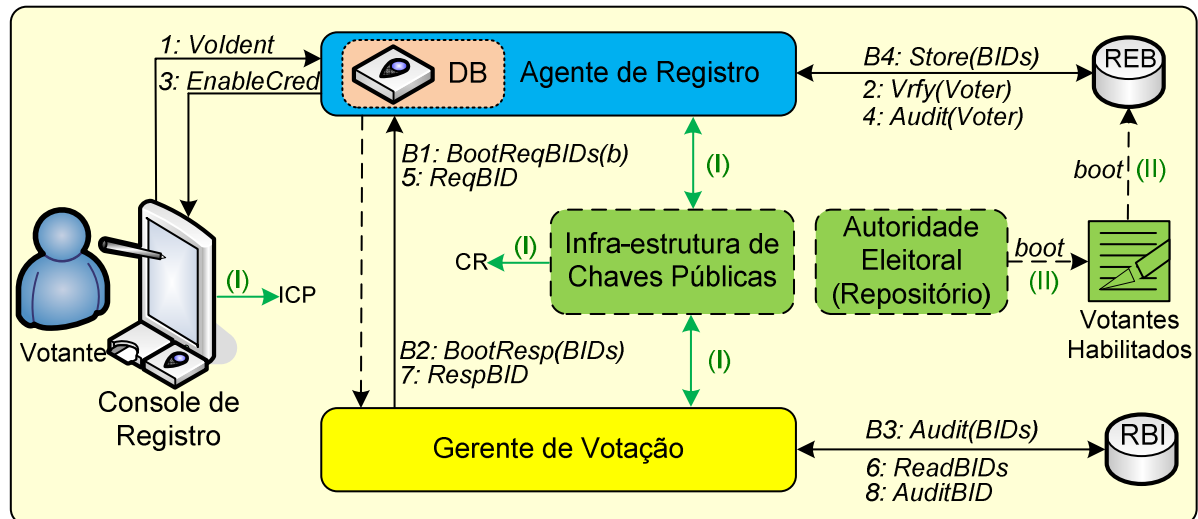 1: VoIdent
3: EnableCred
DB
Agente de Registro
B4: Store(BIDs)
2: Vrfy(Voter)
4: Audit(Voter)
REB
B1: BootReqBIDs(b)
5: ReqBID
(I)
boot (II)
Infra-estrutura de
Chaves Públicas
CR
(I)
Autoridade
Eleitoral
(Repositório)
boot
(II)
(I)
ICP
Votante
Votantes
Habilitados
B2: BootResp(BIDs)
7: RespBID
(I)
Console de
Registro
Gerente de Votação
B3: Audit(BIDs)
6: ReadBIDs
8: AuditBID
RBI